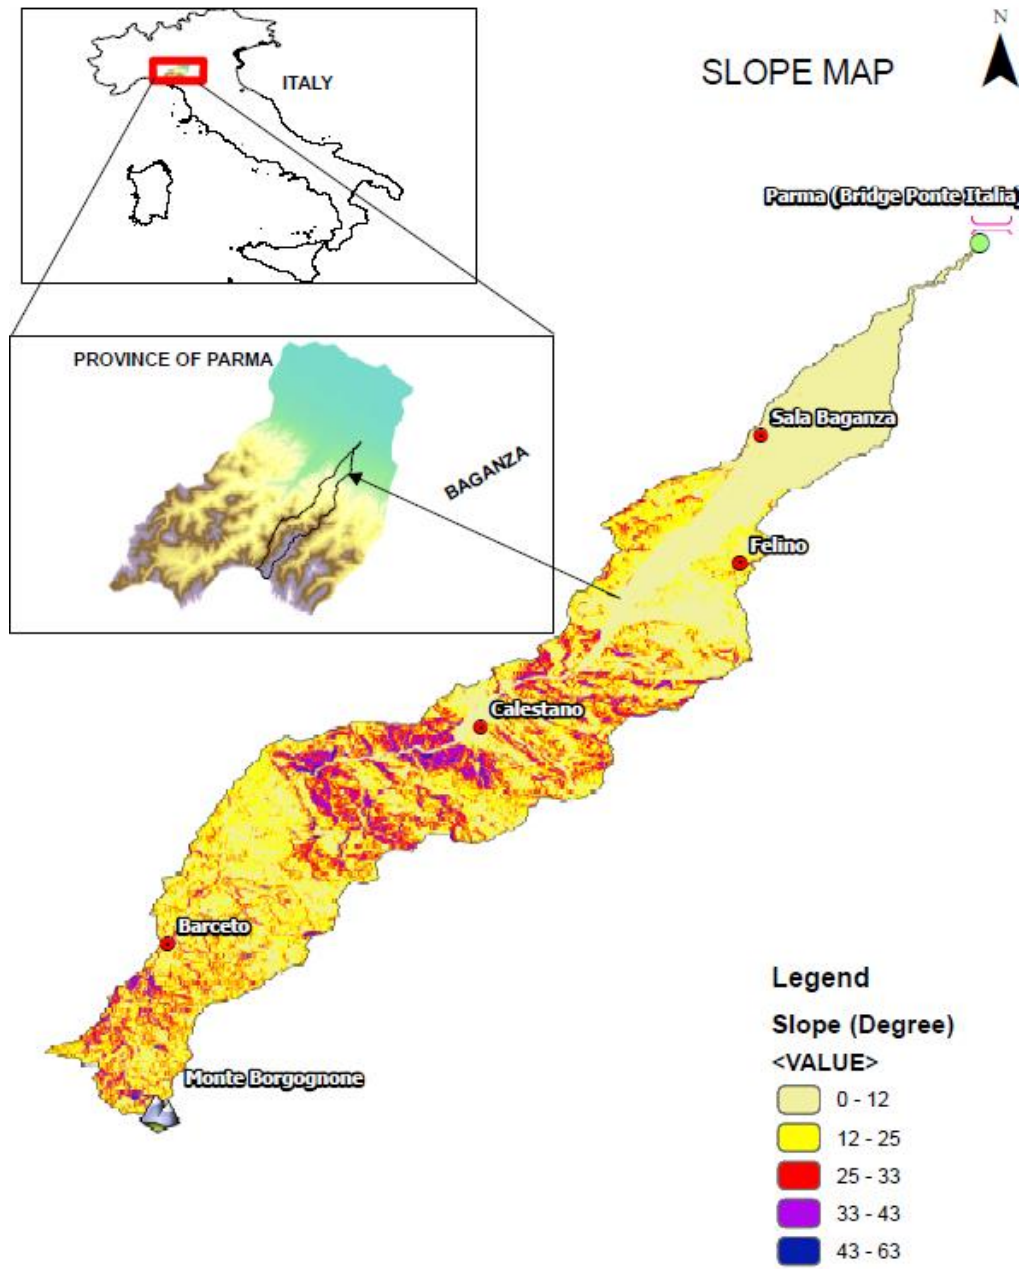 N
SLOPE MAP
ITALY
Parma (Bridge Ponte Italia)
PROVINCE OF PARMA
BAGANZA
Sala Baganza
Felino
Calestano
Barceto
Monte Borgognone
Legend
Slope (Degree)
<VALUE>
0 - 12
12 - 25
25 - 33
33 - 43
43 - 63